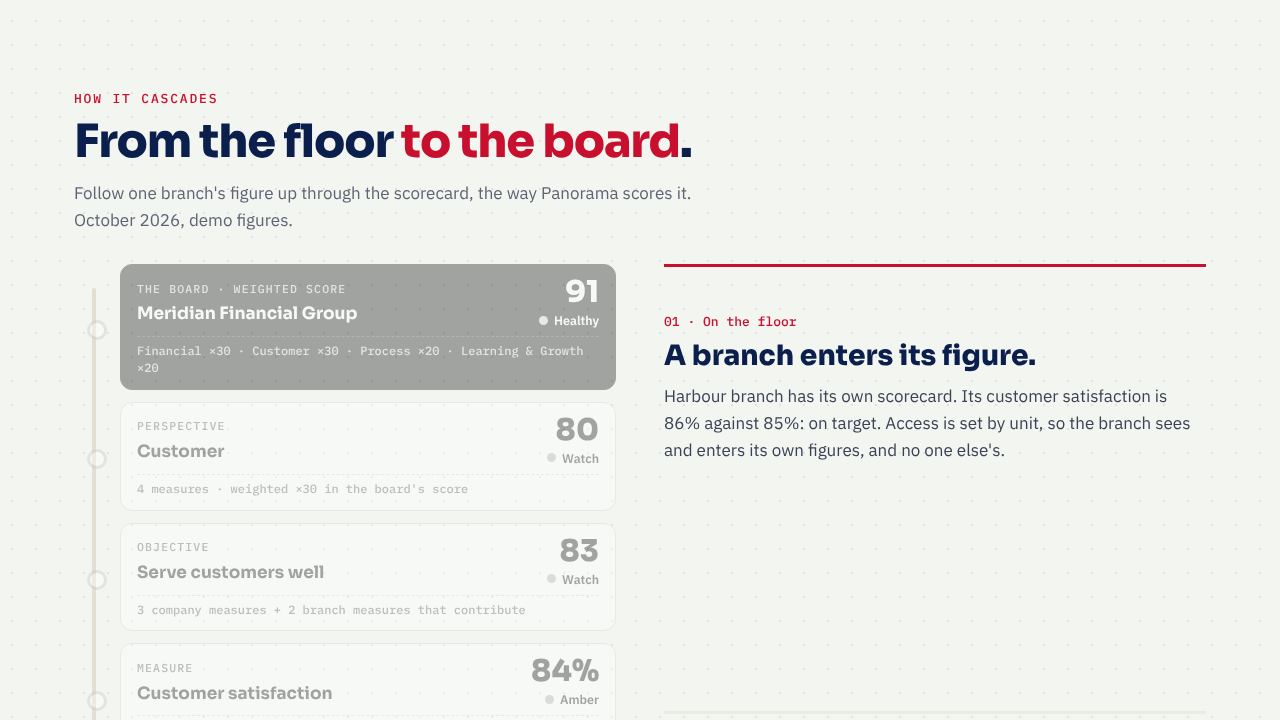 HOW IT CASCADES
From the floor to the board.
Follow one branch's figure up through the scorecard, the way Panorama scores it.
October 2026, demo figures.
THE BOARD · WEIGHTED SCORE
Meridian Financial Group
91
Healthy
Financial ×30 · Customer ×30 · Process ×20 · Learning & Growth
×20
PERSPECTIVE
Customer
80
Watch
4 measures · weighted ×30 in the board's score
OBJECTIVE
Serve customers well
83
Watch
3 company measures + 2 branch measures that contribute
MEASURE
Customer satisfaction
84%
Amber
01 · On the floor
A branch enters its figure.
Harbour branch has its own scorecard. Its customer satisfaction is
86% against 85%: on target. Access is set by unit, so the branch sees
and enters its own figures, and no one else's.